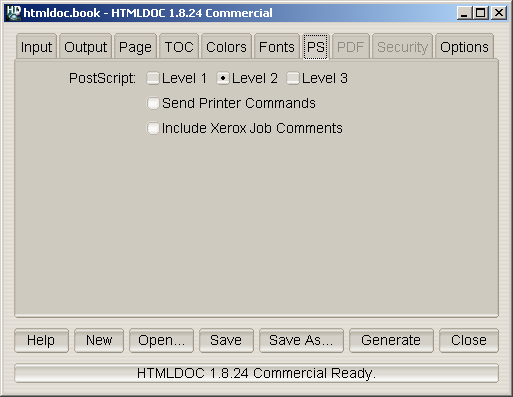 htmldoc.book - HTMLDOC 1.8.24 Commercial
Input Output Page TOC Colors Fonts PS PDF Security Options
PostScript: Level 1 Level 2 Level 3
Send Printer Commands
Include Xerox Job Comments
Help New Open... Save Save As... Generate Close
HTMLDOC 1.8.24 Commercial Ready.